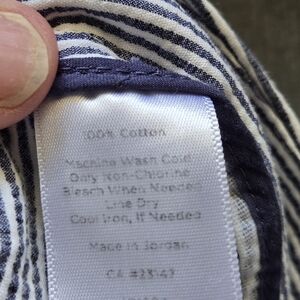 100% Cotton
Machine Wash Cold
Only Non-Chlorine
Bleach When Needed
Line Dry
Cool Iron, If Needed
Made in Jordan
CA #23142